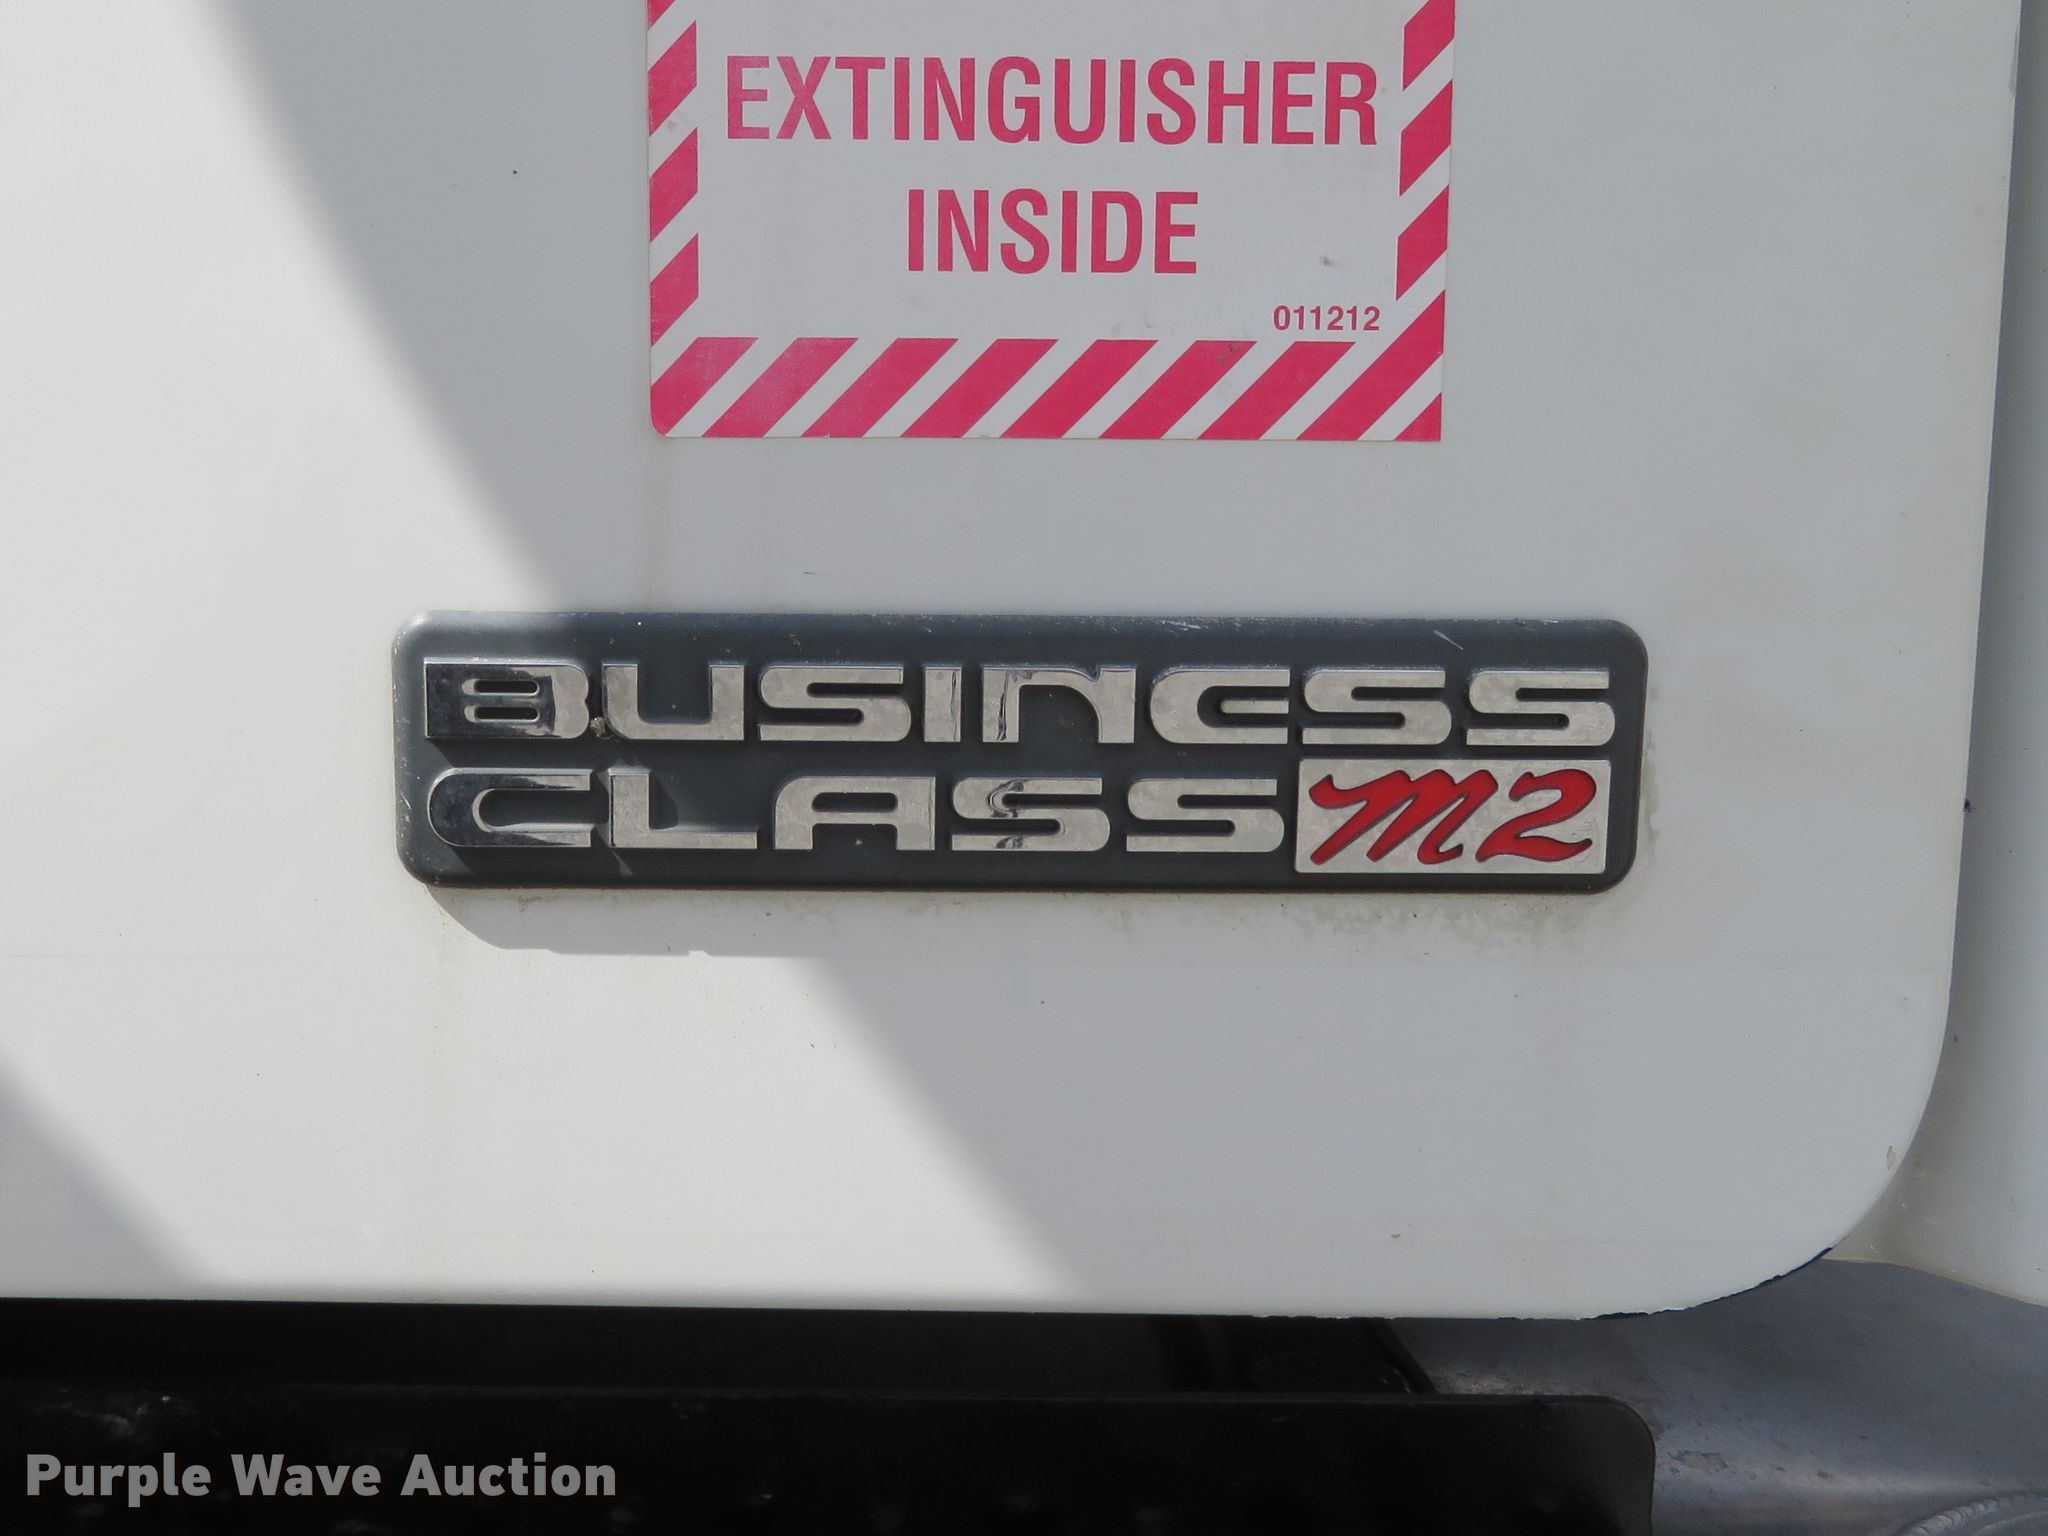 EXTINGUISHER
INSIDE
011212
BUSINESS
CLASS M2
Purple Wave Auction